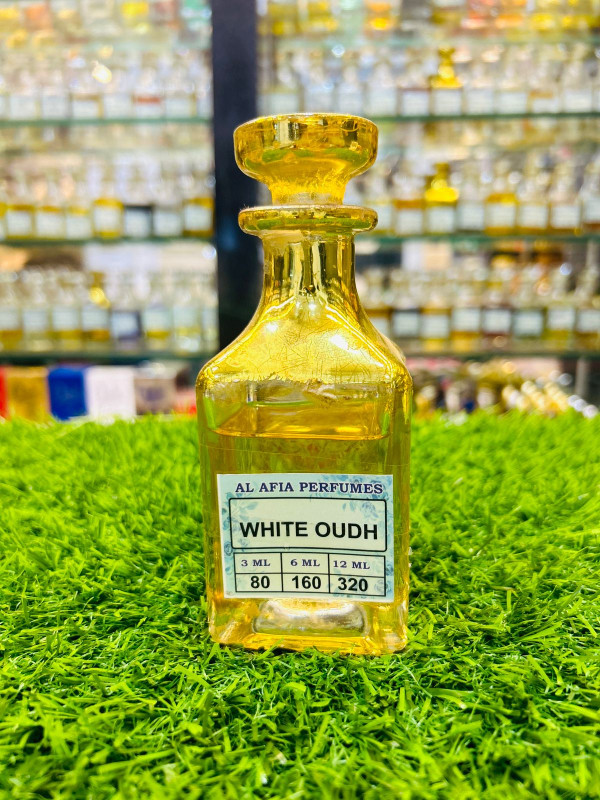 AL AFIA PERFUMES
WHITE OUDH
3 ML 6 ML 12 ML
80 160 320